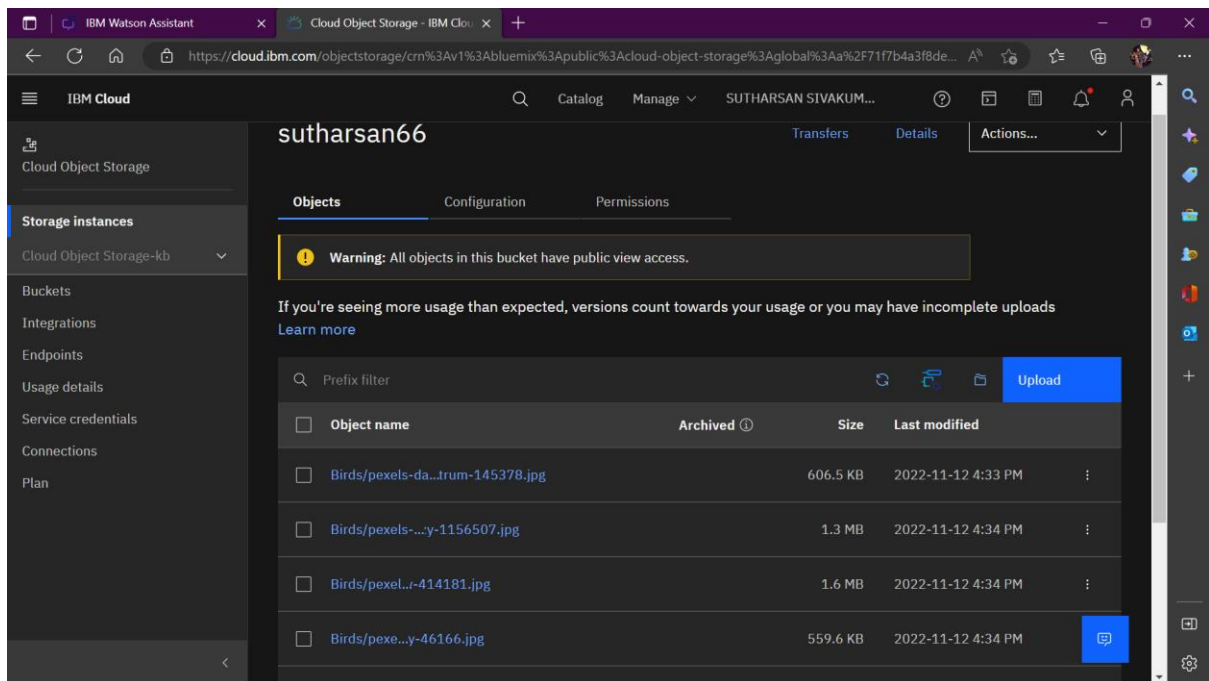 IBM Watson Assistant
Cloud Object Storage - IBM Clou
https://cloud.ibm.com/objectstorage/crn%3Av1%3Abluemix%3Apublic%3Acloud-object-storage%3Aglobal%3Aa%2F71f7b4a3f8de...
IBM Cloud
Catalog
Manage
SUTHARSAN SIVAKUM...
Cloud Object Storage
Storage instances
Cloud Object Storage-kb
Buckets
Integrations
Endpoints
Usage details
Service credentials
Connections
Plan
sutharsan66
Transfers
Details
Actions...
Objects
Configuration
Permissions
Warning: All objects in this bucket have public view access.
If you're seeing more usage than expected, versions count towards your usage or you may have incomplete uploads
Learn more
Prefix filter
Upload
Object name Archived Size Last modified
Birds/pexels-da...trum-145378.jpg 606.5 KB 2022-11-12 4:33 PM
Birds/pexels-...y-1156507.jpg 1.3 MB 2022-11-12 4:34 PM
Birds/pexel...-414181.jpg 1.6 MB 2022-11-12 4:34 PM
Birds/pexe...y-46166.jpg 559.6 KB 2022-11-12 4:34 PM